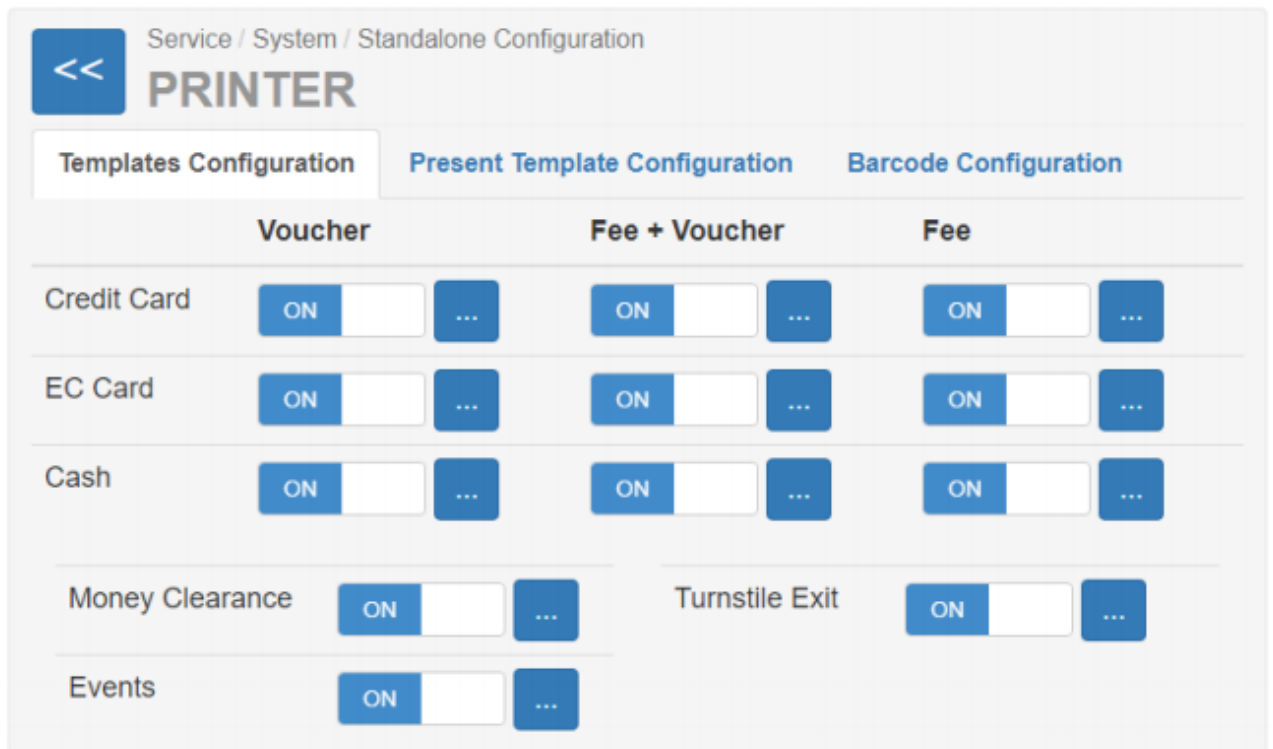 <<
Service / System / Standalone Configuration
PRINTER
Templates Configuration Present Template Configuration Barcode Configuration
Voucher Fee + Voucher Fee
Credit Card ON ... ON ... ON ...
EC Card ON ... ON ... ON ...
Cash ON ... ON ... ON ...
Money Clearance ON ... Turnstile Exit ON ...
Events ON ...